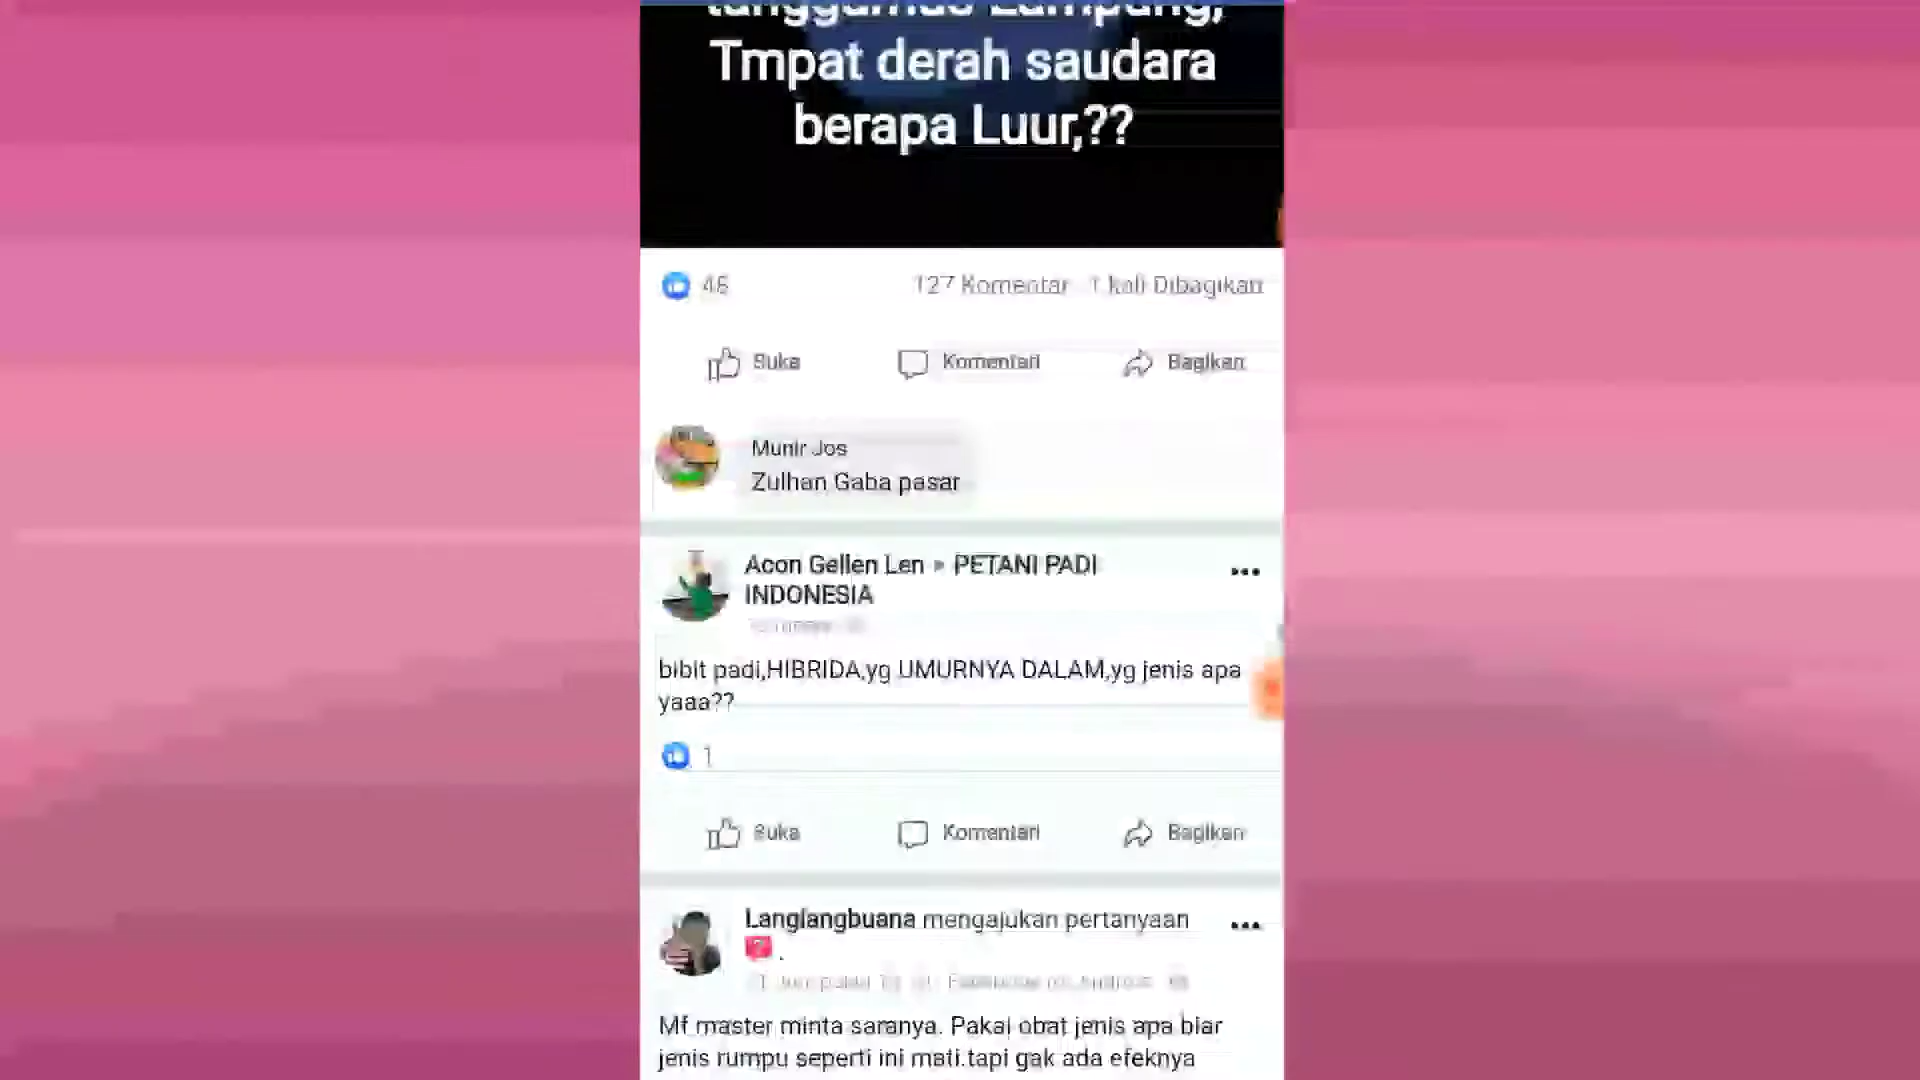 Tmpat derah saudara
berapa Luur,??
127 Komentar 1 kali Dibagikan
Suka Komentari Bagikan
Munir Jos
Zulhan Gaba pasar
Acon Gellen Len ▸ PETANI PADI
INDONESIA
bibit padi,HIBRIDA,yg UMURNYA DALAM,yg jenis apa
yaaa??
1
Suka Komentari Bagikan
Langlangbuana mengajukan pertanyaan
.
Mf master minta saranya. Pakai obat jenis apa biar
jenis rumpu seperti ini mati.tapi gak ada efeknya